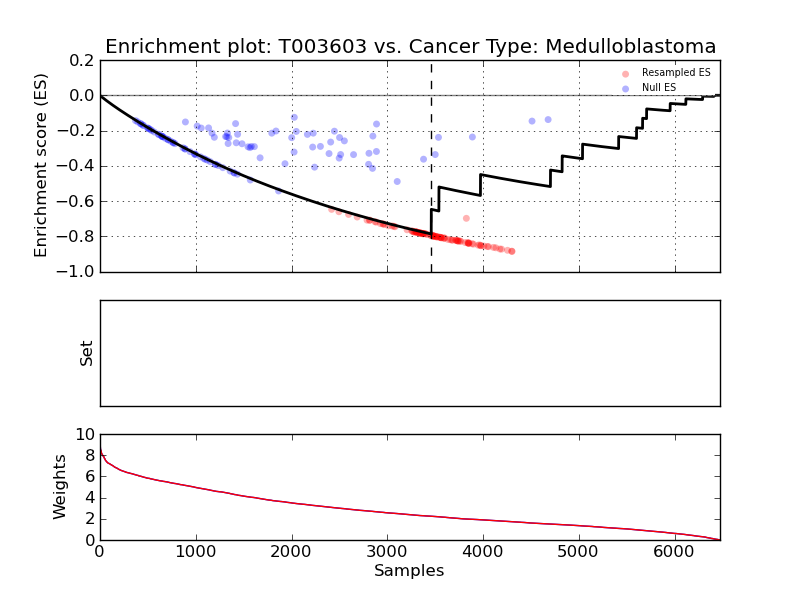 Enrichment plot: T003603 vs. Cancer Type: Medulloblastoma
Enrichment score (ES)
0.2
0.0
−0.2
−0.4
−0.6
−0.8
−1.0
Resampled ES
Null ES
Set
Weights
10
8
6
4
2
0
0 1000 2000 3000 4000 5000 6000
Samples